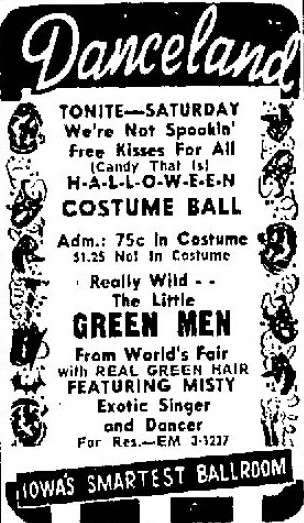 Danceland
TONITE—SATURDAY
We're Not Spookin'
Free Kisses For All
(Candy That Is)
H-A-L-L-O-W-E-E-N
COSTUME BALL
Adm.: 75c In Costume
$1.25 Not In Costume
Really Wild - -
The Little
GREEN MEN
From World's Fair
with REAL GREEN HAIR
FEATURING MISTY
Exotic Singer
and Dancer
For Res.—EM 3-1237
IOWA'S SMARTEST BALLROOM